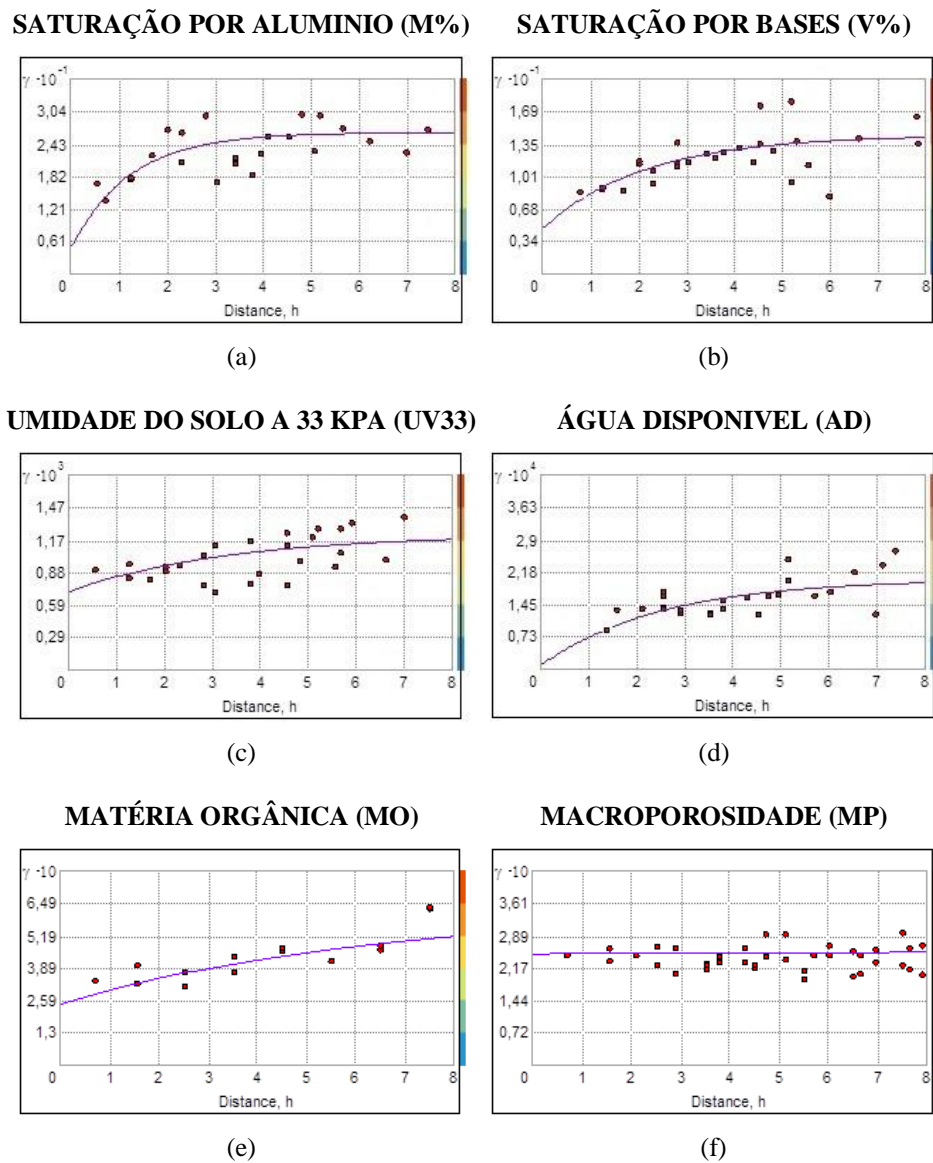 SATURAÇÃO POR ALUMINIO (M%) SATURAÇÃO POR BASES (V%)
γ ·10⁻¹
3,04
2,43
1,82
1,21
0,61
0 1 2 3 4 5 6 7 8
Distance, h
(a)
γ ·10⁻¹
1,69
1,35
1,01
0,68
0,34
0 1 2 3 4 5 6 7 8
Distance, h
(b)
UMIDADE DO SOLO A 33 KPA (UV33) ÁGUA DISPONIVEL (AD)
γ ·10³
1,47
1,17
0,88
0,59
0,29
0 1 2 3 4 5 6 7 8
Distance, h
(c)
γ ·10⁴
3,63
2,9
2,18
1,45
0,73
0 1 2 3 4 5 6 7 8
Distance, h
(d)
MATÉRIA ORGÂNICA (MO) MACROPOROSIDADE (MP)
γ ·10
6,49
5,19
3,89
2,59
1,3
0 1 2 3 4 5 6 7 8
Distance, h
(e)
γ ·10
3,61
2,89
2,17
1,44
0,72
0 1 2 3 4 5 6 7 8
Distance, h
(f)